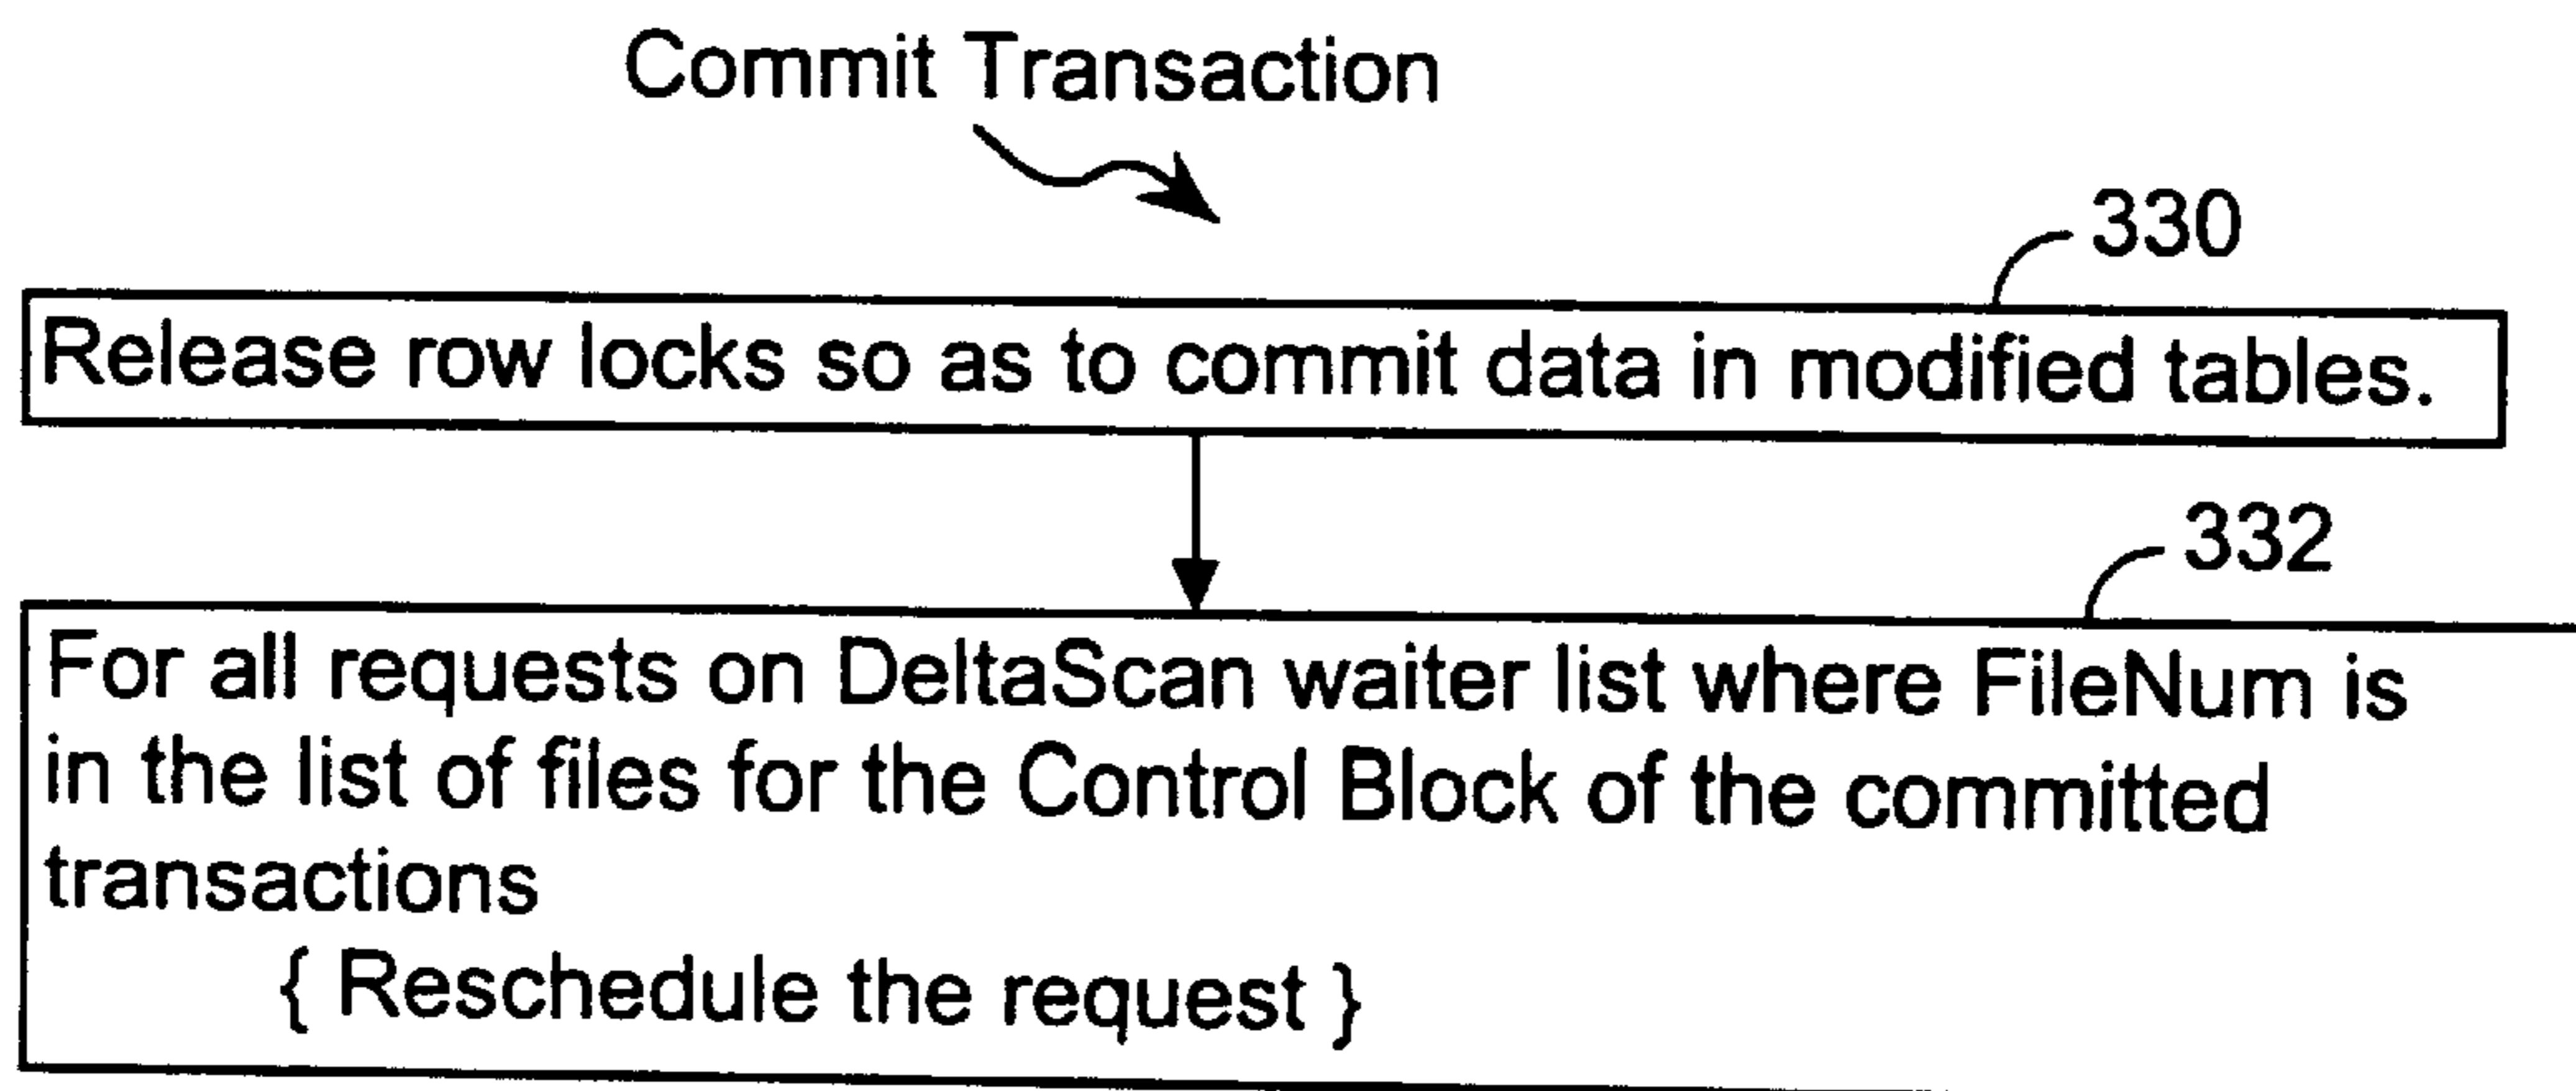 Commit Transaction
330
Release row locks so as to commit data in modified tables.
332
For all requests on DeltaScan waiter list where FileNum is
in the list of files for the Control Block of the committed
transactions
{ Reschedule the request }